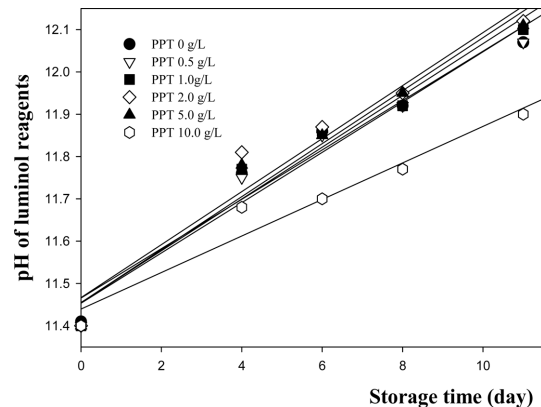 12.1
12.0
11.9
11.8
11.7
11.6
11.5
11.4
pH of luminol reagents
PPT 0 g/L
PPT 0.5 g/L
PPT 1.0g/L
PPT 2.0 g/L
PPT 5.0 g/L
PPT 10.0 g/L
0 2 4 6 8 10
Storage time (day)